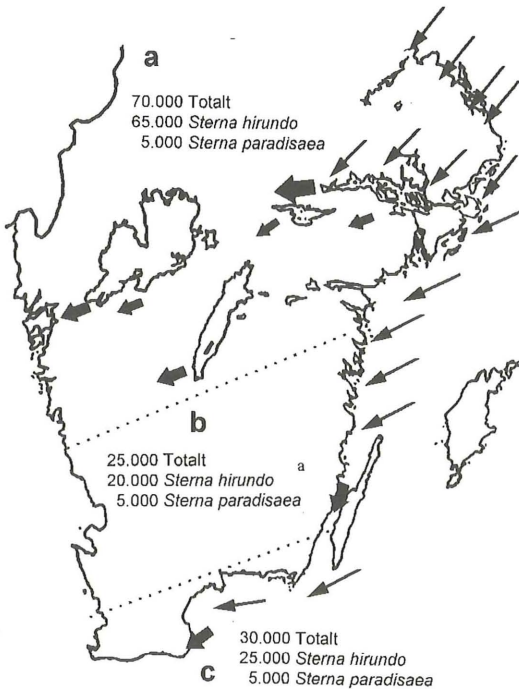 a
70.000 Totalt
65.000 Sterna hirundo
5.000 Sterna paradisaea
b
25.000 Totalt
20.000 Sterna hirundo
5.000 Sterna paradisaea
a
30.000 Totalt
c
25.000 Sterna hirundo
5.000 Sterna paradisaea